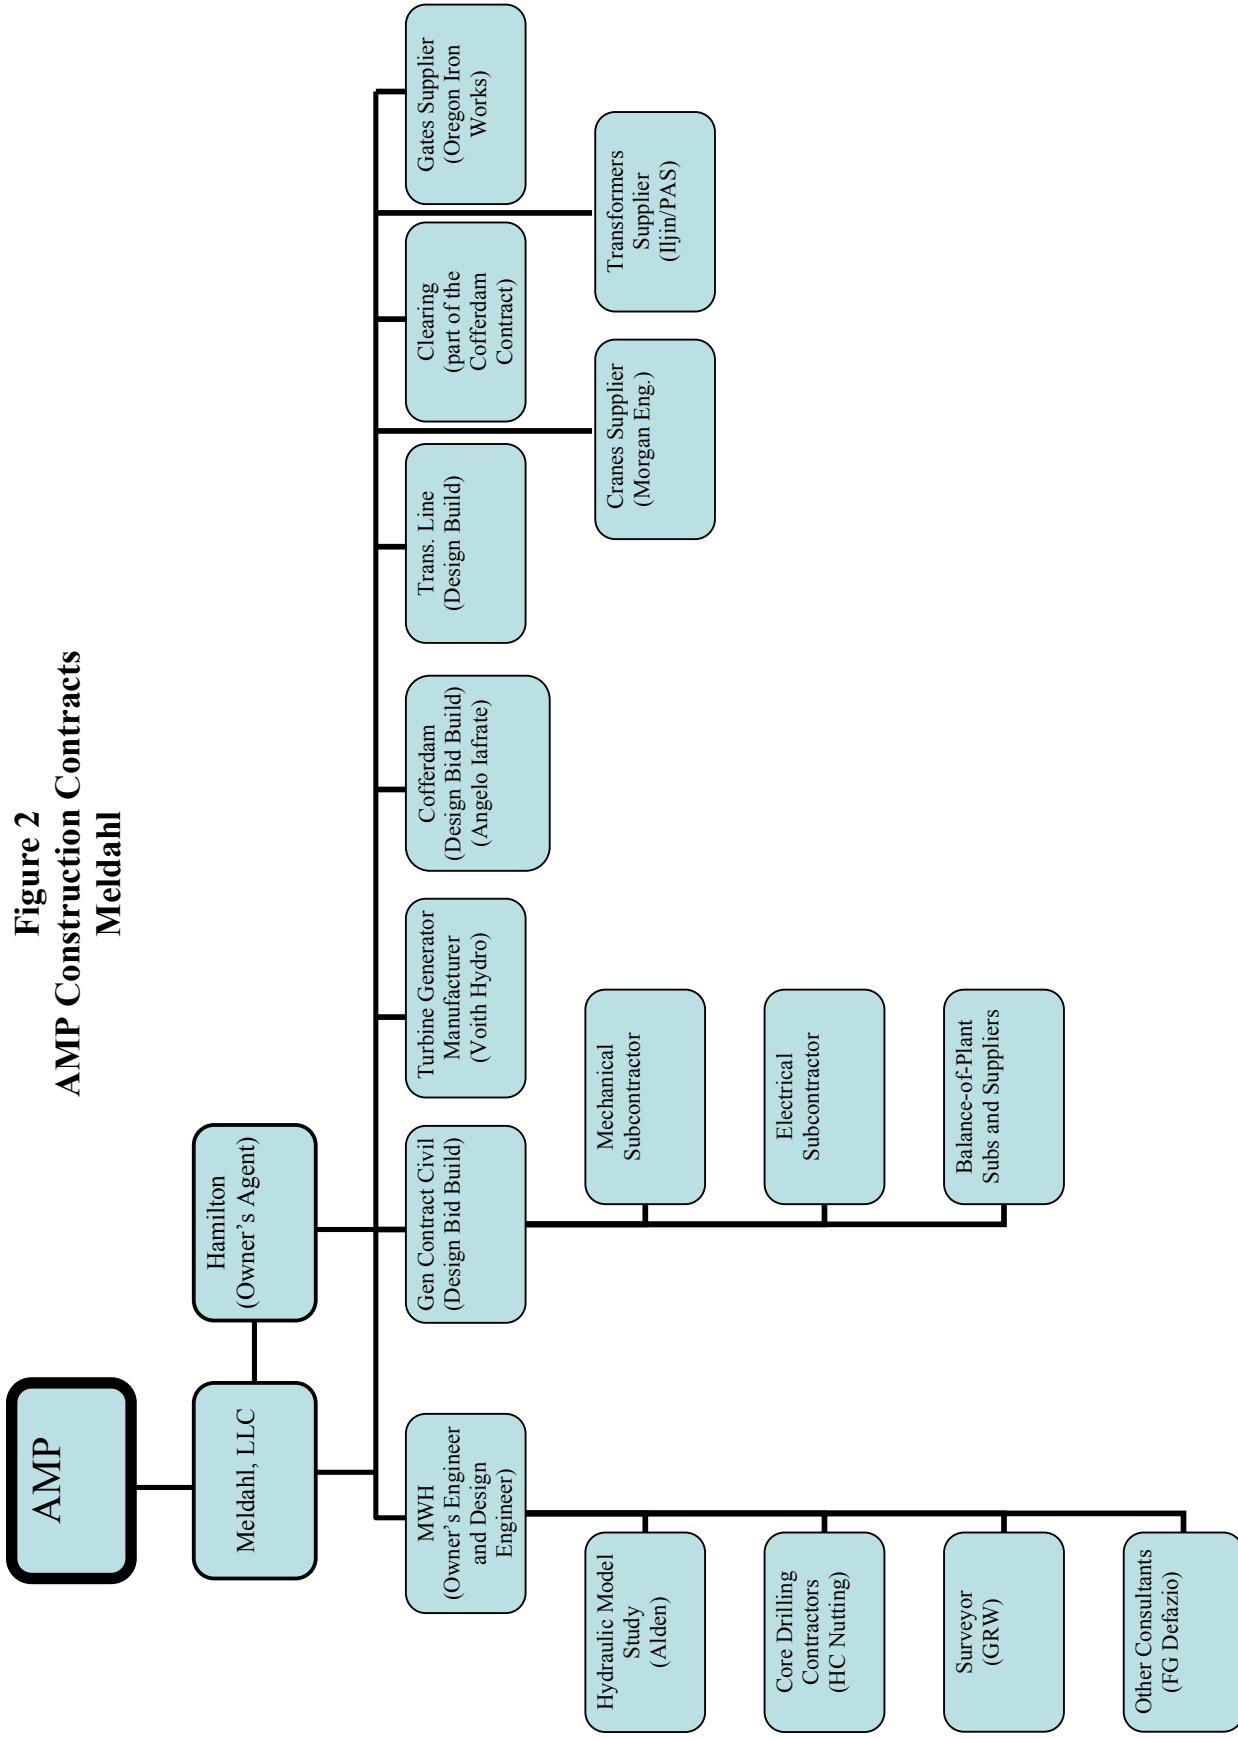 Figure 2
AMP Construction Contracts
Meldahl
AMP
Meldahl, LLC
Hamilton
(Owner’s Agent)
MWH
(Owner’s Engineer
and Design
Engineer)
Gen Contract Civil
(Design Bid Build)
Turbine Generator
Manufacturer
(Voith Hydro)
Cofferdam
(Design Bid Build)
(Angelo Iafrate)
Trans. Line
(Design Build)
Clearing
(part of the
Cofferdam
Contract)
Gates Supplier
(Oregon Iron
Works)
Hydraulic Model
Study
(Alden)
Mechanical
Subcontractor
Cranes Supplier
(Morgan Eng.)
Transformers
Supplier
(Iljin/PAS)
Core Drilling
Contractors
(HC Nutting)
Electrical
Subcontractor
Surveyor
(GRW)
Balance-of-Plant
Subs and Suppliers
Other Consultants
(FG Defazio)